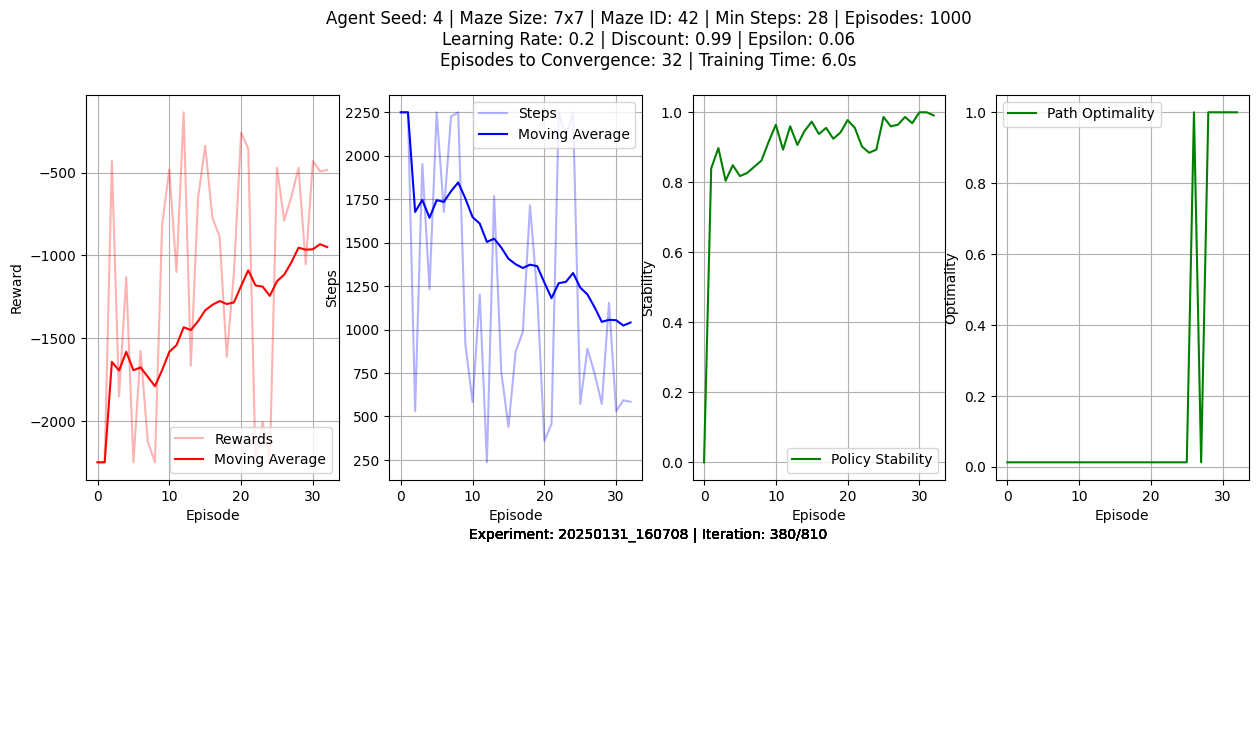 Agent Seed: 4 | Maze Size: 7x7 | Maze ID: 42 | Min Steps: 28 | Episodes: 1000
Learning Rate: 0.2 | Discount: 0.99 | Epsilon: 0.06
Episodes to Convergence: 32 | Training Time: 6.0s
Reward
−500
−1000
−1500
−2000
Rewards
Moving Average
0 10 20 30
Episode
Steps
2250
2000
1750
1500
1250
1000
750
500
250
Steps
Moving Average
0 10 20 30
Episode
Stability
1.0
0.8
0.6
0.4
0.2
0.0
Policy Stability
0 10 20 30
Episode
Optimality
1.0
0.8
0.6
0.4
0.2
0.0
Path Optimality
0 10 20 30
Episode
Experiment: 20250131_160708 | Iteration: 380/810